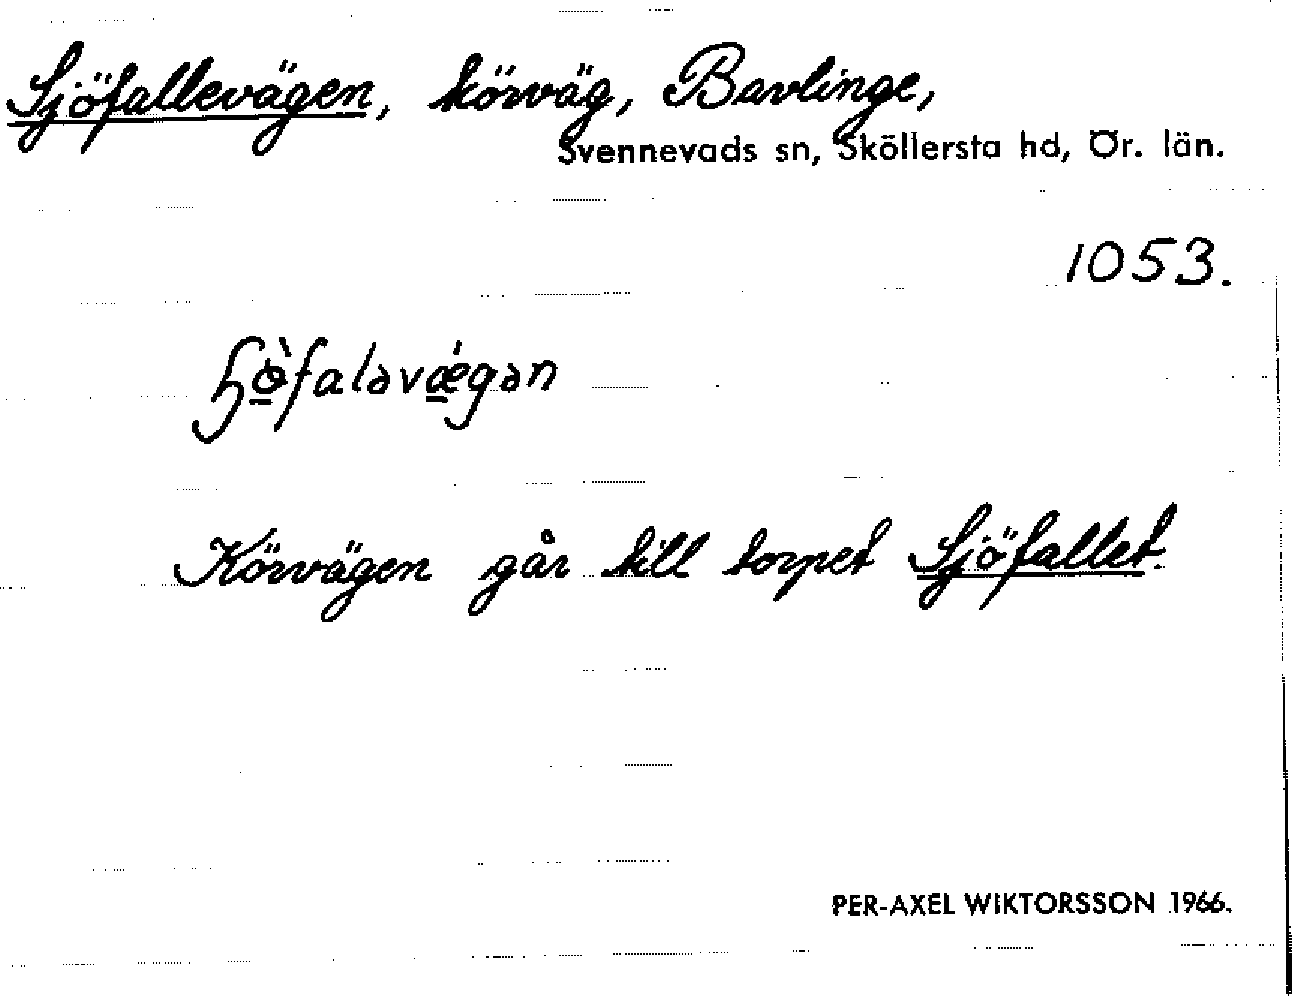 Sjöfallevägen, körväg, Bavlinge,
Svennevads sn, Sköllersta hd, Ör. län.
1053.
Körvägen går till torpet Sjöfallet.
PER-AXEL WIKTORSSON 1966.